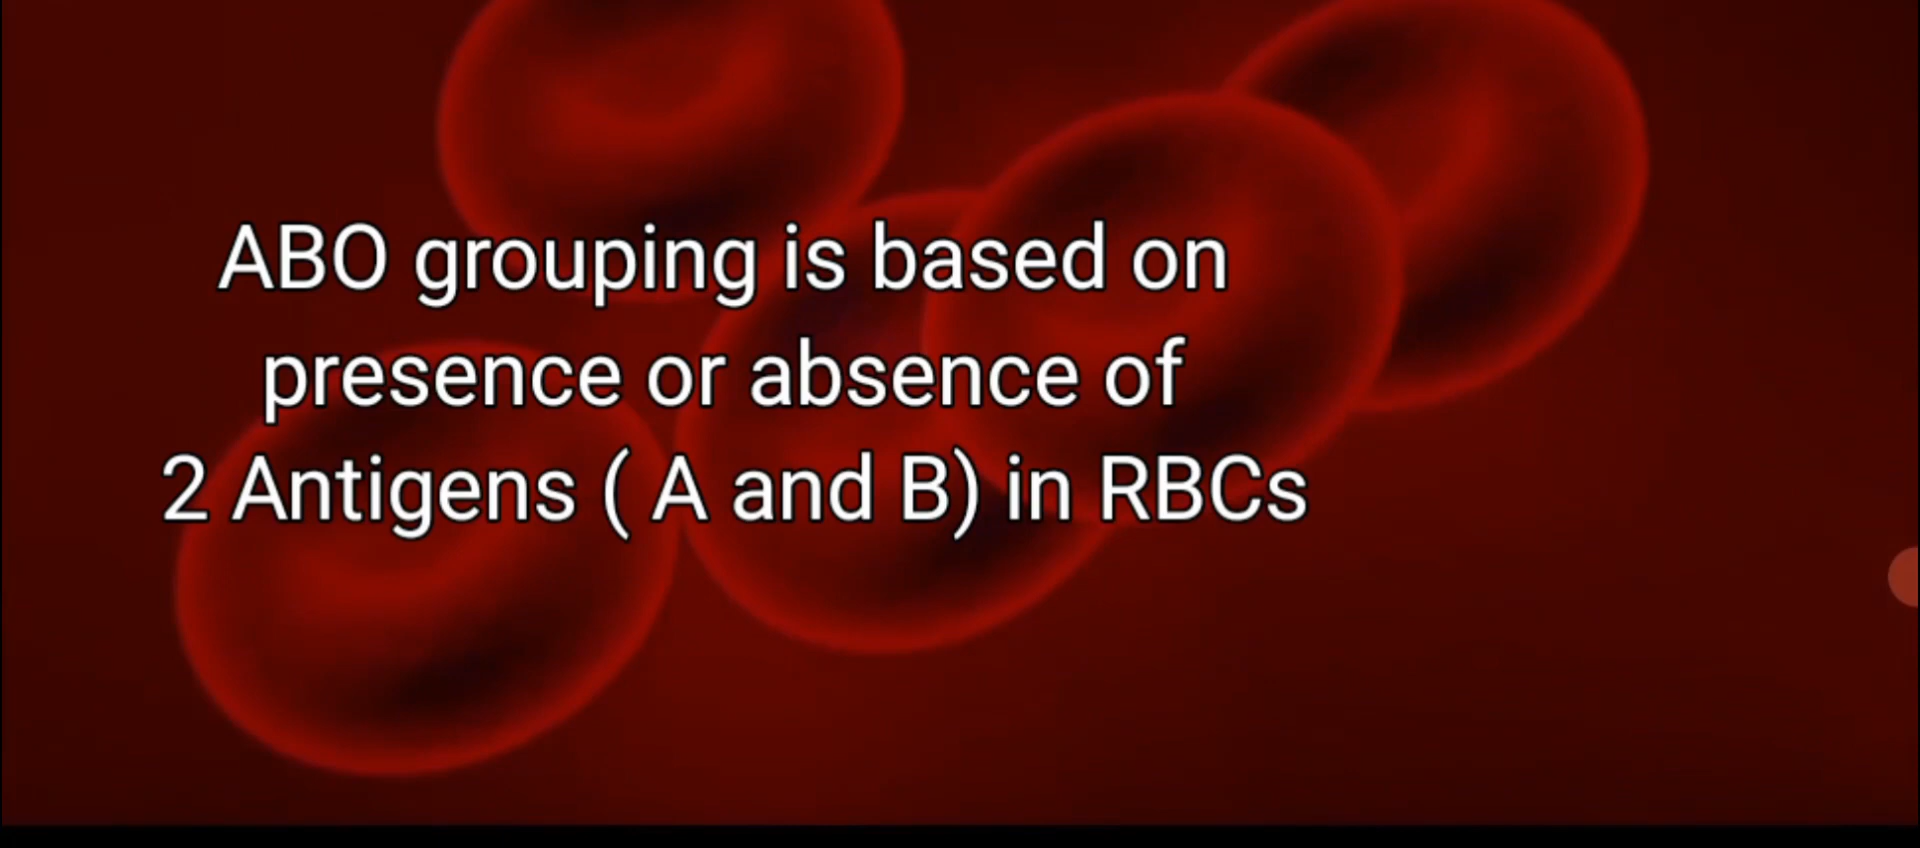 ABO grouping is based on
presence or absence of
2 Antigens ( A and B) in RBCs